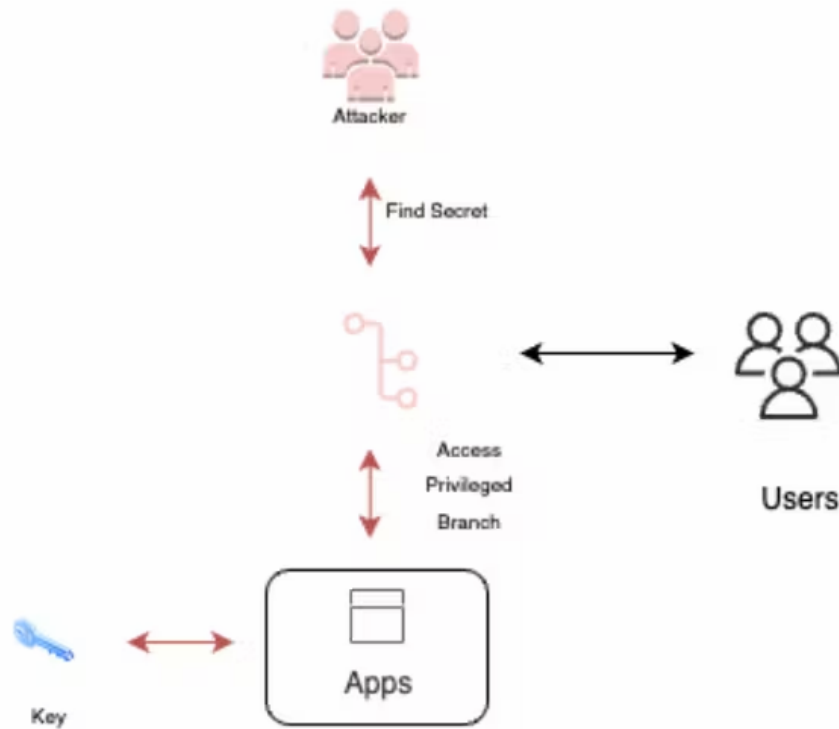 Attacker
Find Secret
Access
Privileged
Branch
Users
Apps
Key